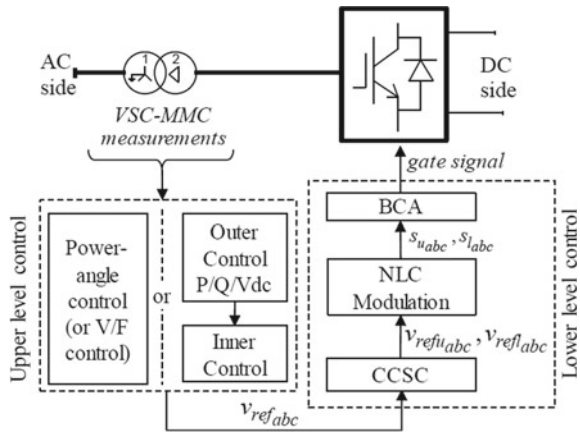 AC
side
1
2
DC
side
VSC-MMC
measurements
gate signal
Upper level control
Power-
angle
control
(or V/F
control)
or
Outer
Control
P/Q/Vdc
Inner
Control
BCA
s_{u_{abc}}, s_{l_{abc}}
NLC
Modulation
v_{refu_{abc}}, v_{refl_{abc}}
CCSC
Lower level control
v_{ref_{abc}}